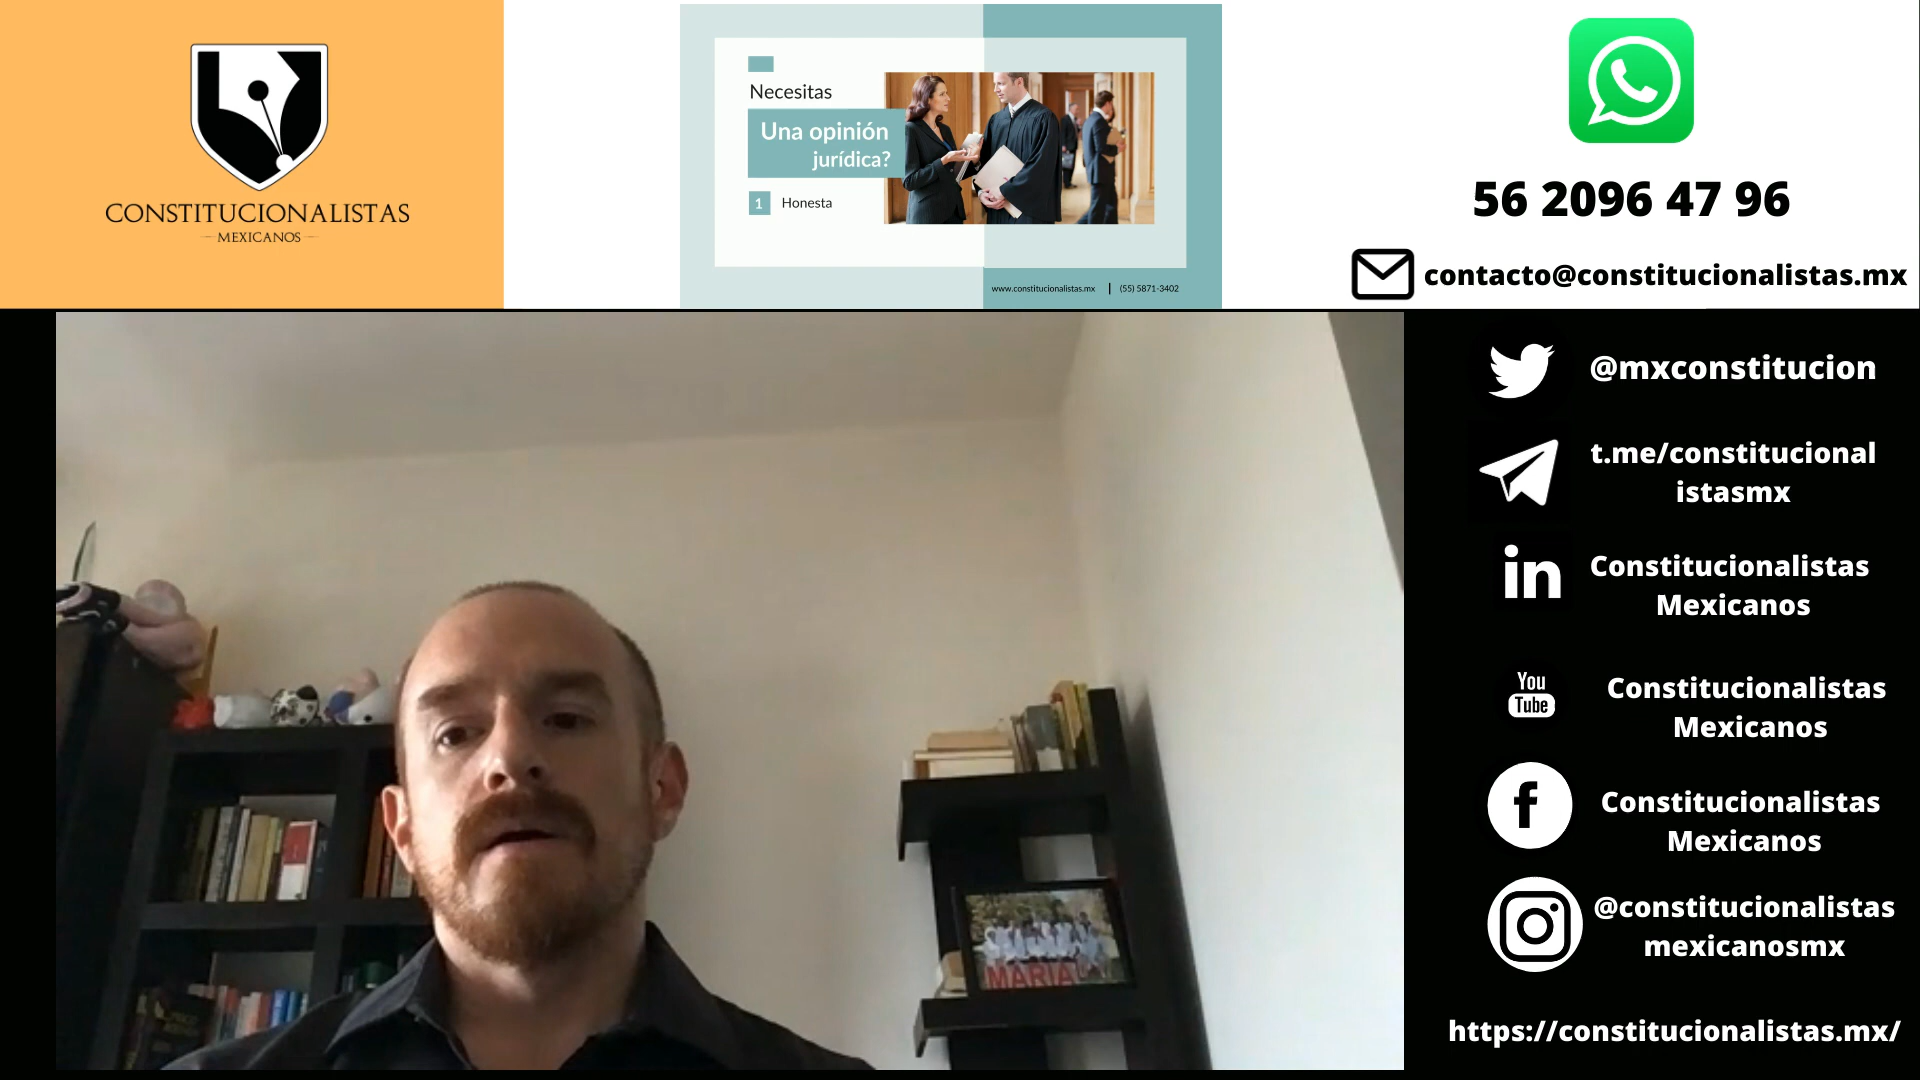 CONSTITUCIONALISTAS
MEXICANOS
Necesitas
Una opinión
jurídica?
1 Honesta
www.constitucionalistas.mx | (55) 5871-3402
56 2096 47 96
contacto@constitucionalistas.mx
@mxconstitucion
t.me/constitucional
istasmx
in
Constitucionalistas
Mexicanos
You
Tube
Constitucionalistas
Mexicanos
f
Constitucionalistas
Mexicanos
@constitucionalistas
mexicanosmx
https://constitucionalistas.mx/
MARIA